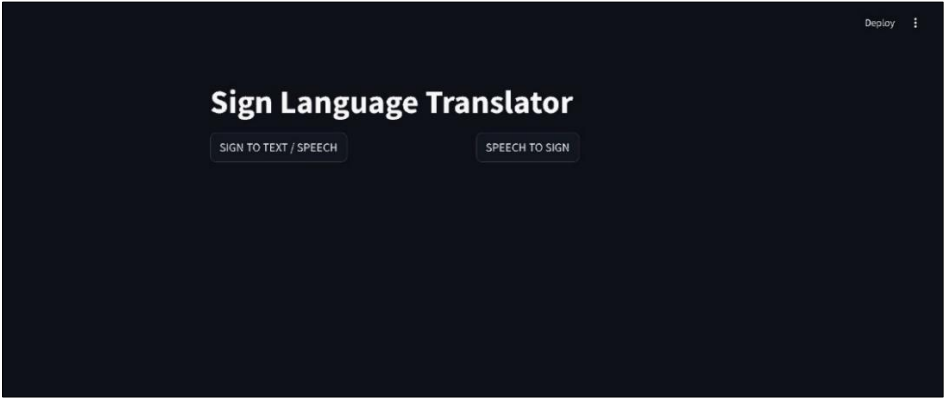 Deploy
Sign Language Translator
SIGN TO TEXT / SPEECH
SPEECH TO SIGN